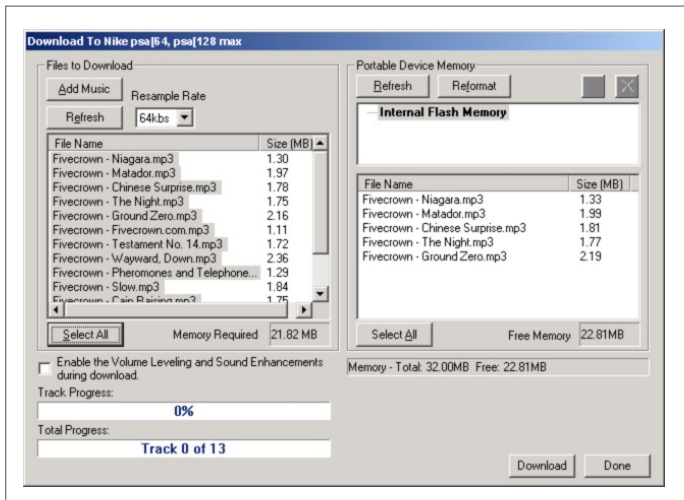 Download To Nike psa[64, psa[128 max
Files to Download
Add Music
Resample Rate
Refresh
64kbs
File Name Size (MB)
Fivecrown - Niagara.mp3 1.30
Fivecrown - Matador.mp3 1.97
Fivecrown - Chinese Surprise.mp3 1.78
Fivecrown - The Night.mp3 1.75
Fivecrown - Ground Zero.mp3 2.16
Fivecrown - Fivecrown.com.mp3 1.11
Fivecrown - Testament No. 14.mp3 1.72
Fivecrown - Wayward, Down.mp3 2.36
Fivecrown - Pheromones and Telephone... 1.29
Fivecrown - Slow.mp3 1.84
Fivecrown - Cain Raising.mp3 1.75
Select All
Memory Required 21.82 MB
Enable the Volume Leveling and Sound Enhancements
during download.
Track Progress:
0%
Total Progress:
Track 0 of 13
Portable Device Memory
Refresh
Reformat
Internal Flash Memory
File Name Size (MB)
Fivecrown - Niagara.mp3 1.33
Fivecrown - Matador.mp3 1.99
Fivecrown - Chinese Surprise.mp3 1.81
Fivecrown - The Night.mp3 1.77
Fivecrown - Ground Zero.mp3 2.19
Select All
Free Memory 22.81MB
Memory - Total: 32.00MB Free: 22.81MB
Download
Done